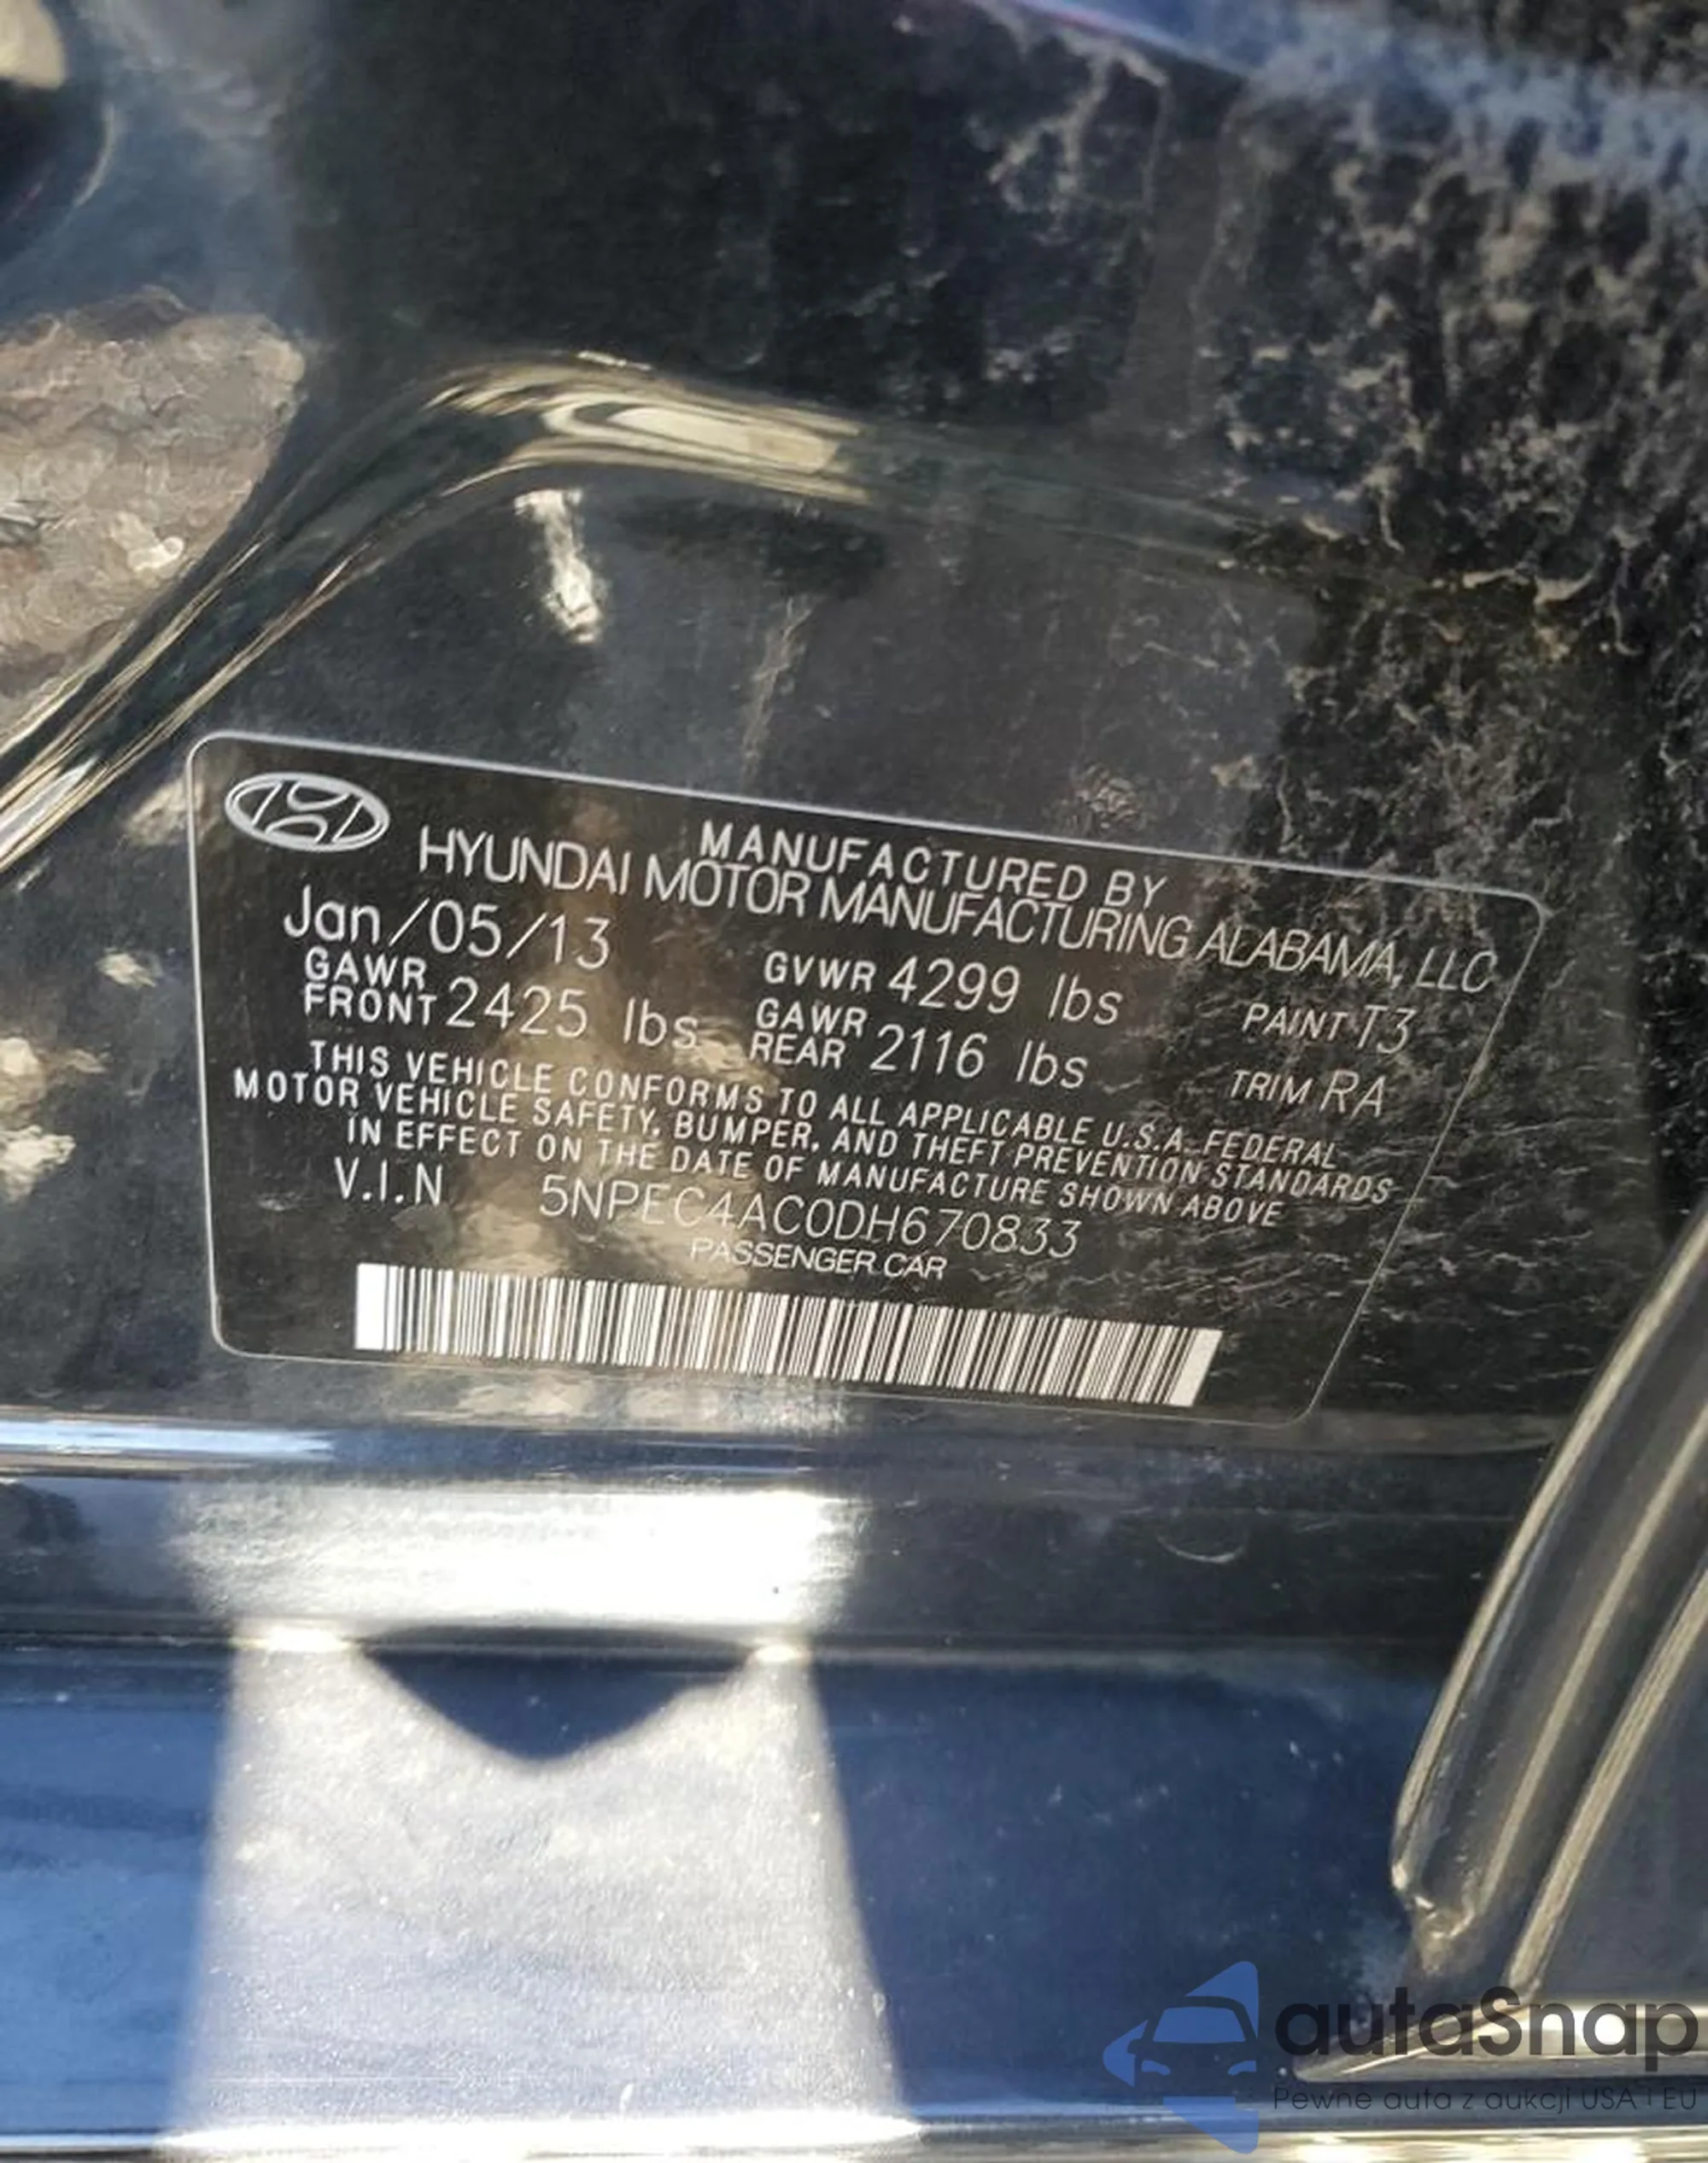 MANUFACTURED BY
HYUNDAI MOTOR MANUFACTURING ALABAMA, LLC
Jan/05/13 GVWR 4299 lbs PAINT T3
GAWR FRONT 2425 lbs GAWR REAR 2116 lbs TRIM RA
THIS VEHICLE CONFORMS TO ALL APPLICABLE U.S.A. FEDERAL
MOTOR VEHICLE SAFETY, BUMPER, AND THEFT PREVENTION STANDARDS
IN EFFECT ON THE DATE OF MANUFACTURE SHOWN ABOVE
V.I.N 5NPEC4AC0DH670833
PASSENGER CAR
autaSnap
Pewne auta z aukcji USA i EU